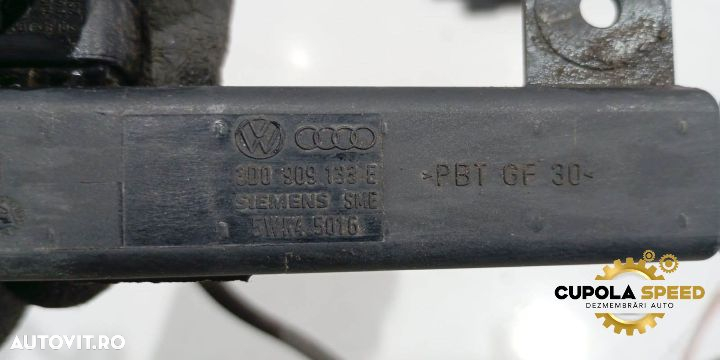 3D0 909 133 E
SIEMENS SME
5WK4 5016
>PBT GF 30<
CUPOLA SPEED
DEZMEMBRĂRI AUTO
AUTOVIT.RO